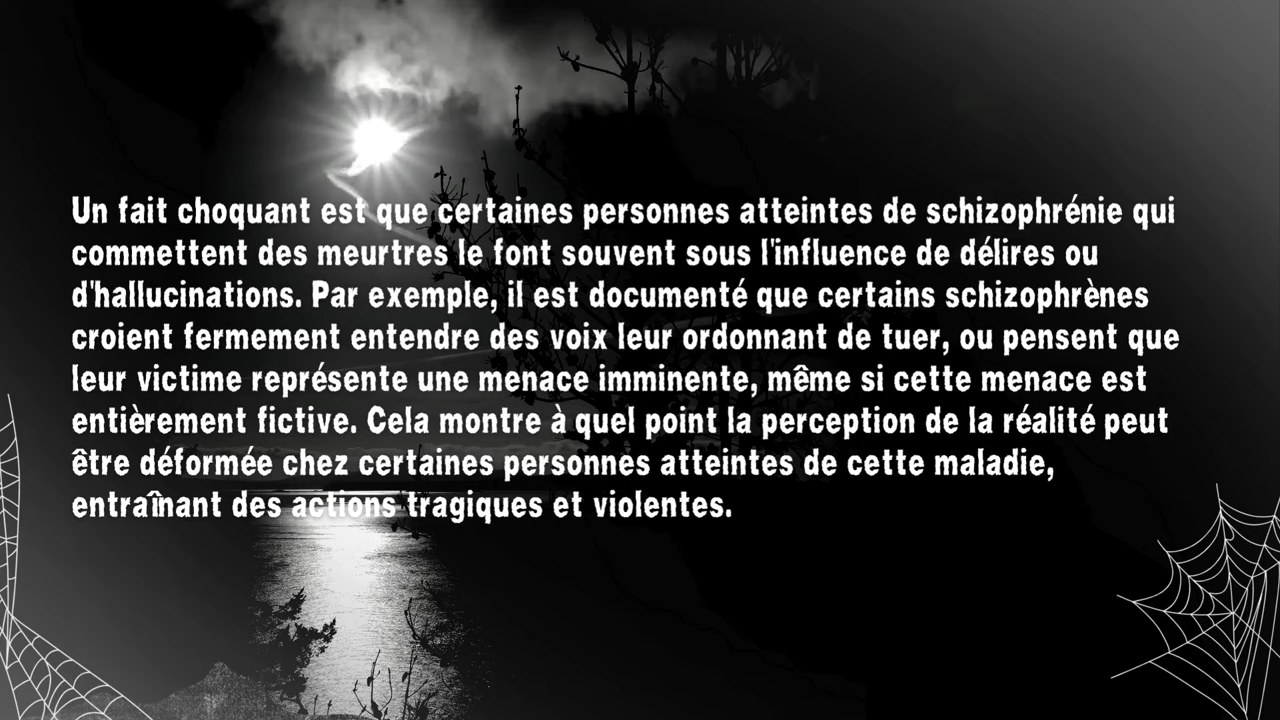 Un fait choquant est que certaines personnes atteintes de schizophrénie qui
commettent des meurtres le font souvent sous l'influence de délires ou
d'hallucinations. Par exemple, il est documenté que certains schizophrènes
croient fermement entendre des voix leur ordonnant de tuer, ou pensent que
leur victime représente une menace imminente, même si cette menace est
entièrement fictive. Cela montre à quel point la perception de la réalité peut
être déformée chez certaines personnes atteintes de cette maladie,
entraînant des actions tragiques et violentes.